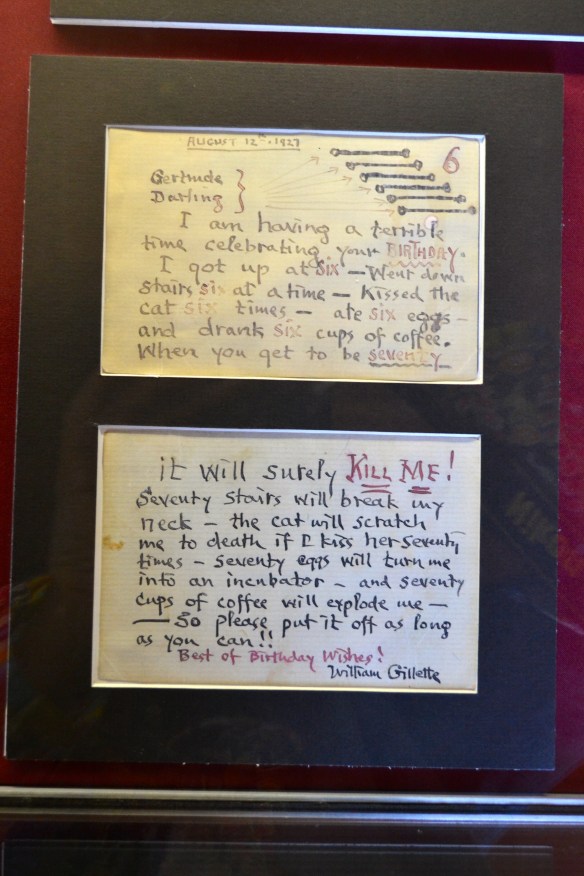 AUGUST 12th, 1927
6
Gertrude
Darling
I am having a terrible
time celebrating your BIRTHDAY.
I got up at six — Went down
stairs six at a time — Kissed the
cat six times — ate six eggs —
and drank six cups of coffee.
When you get to be seventy
it will surely KILL ME!
Seventy stairs will break my
neck — the cat will scratch
me to death if I kiss her seventy
times — seventy eggs will turn me
into an incubator — and seventy
cups of coffee will explode me —
— So please put it off as long
as you can!!
Best of Birthday Wishes!
William Gillette